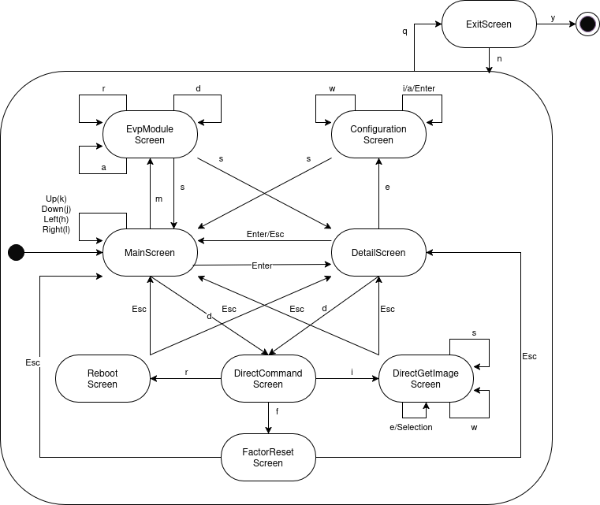 ExitScreen
y
q
n
r
d
w
i/a/Enter
EvpModule
Screen
Configuration
Screen
a
s
s
s
m
e
Up(k)
Down(j)
Left(h)
Right(l)
Enter/Esc
MainScreen
DetailScreen
Enter
Esc
d
Esc
Esc
d
Esc
s
Esc
Esc
Reboot
Screen
r
DirectCommand
Screen
i
DirectGetImage
Screen
f
e/Selection
w
FactorReset
Screen